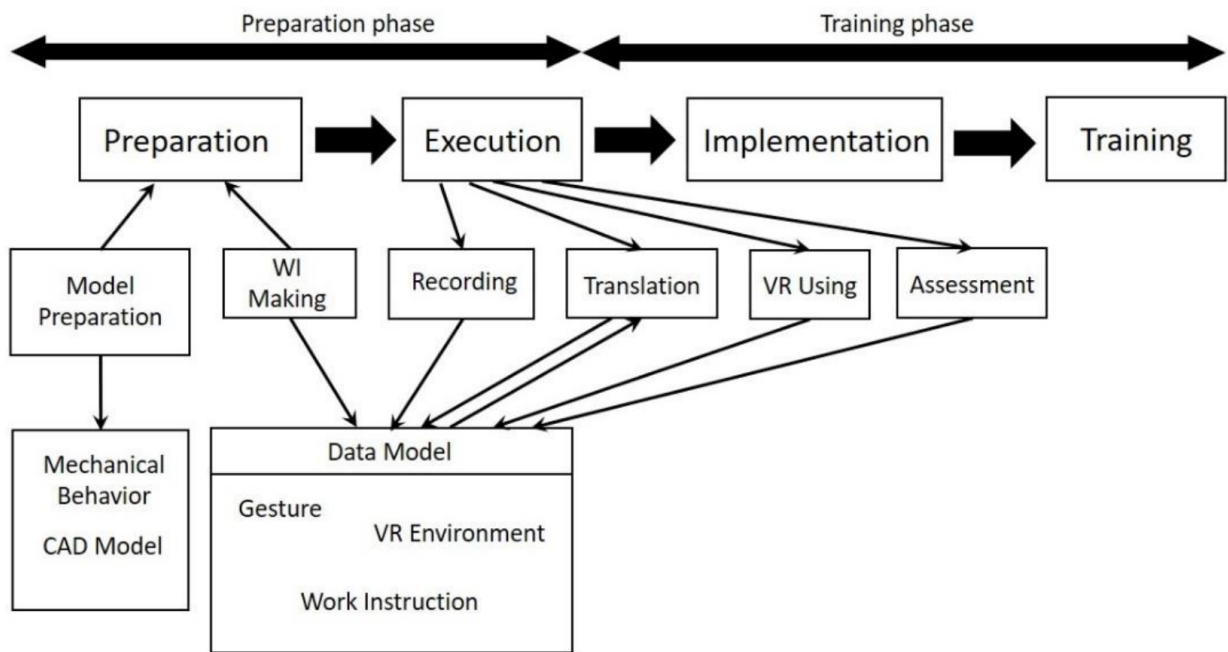 Preparation phase
Training phase
Preparation
Execution
Implementation
Training
Model
Preparation
WI
Making
Recording
Translation
VR Using
Assessment
Mechanical
Behavior
CAD Model
Data Model
Gesture
VR Environment
Work Instruction